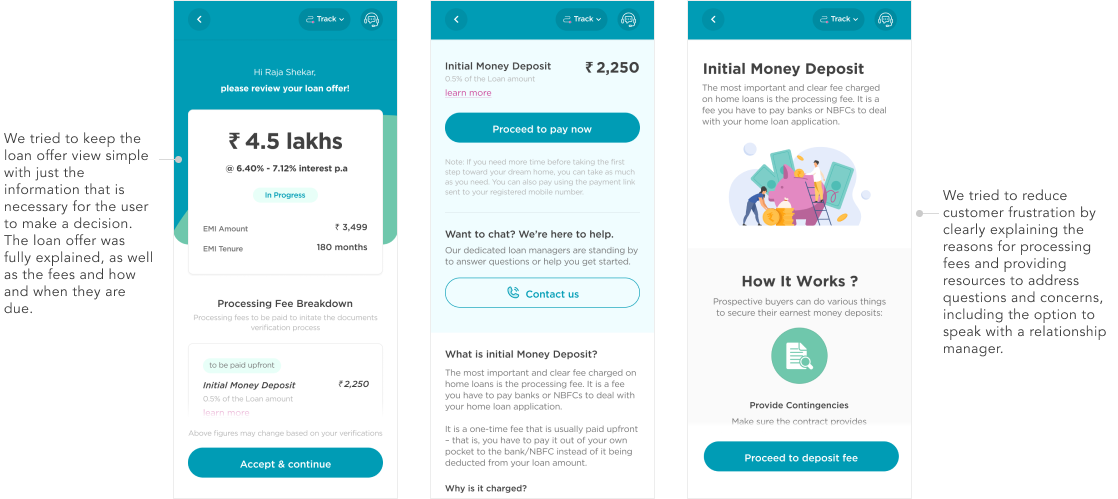 We tried to keep the
loan offer view simple
with just the
information that is
necessary for the user
to make a decision.
The loan offer was
fully explained, as well
as the fees and how
and when they are
due.
Track
Hi Raja Shekar,
please review your loan offer!
₹ 4.5 lakhs
@ 6.40% - 7.12% interest p.a
In Progress
EMI Amount ₹ 3,499
EMI Tenure 180 months
Processing Fee Breakdown
Processing fees to be paid to initate the documents
verification process
to be paid upfront
Initial Money Deposit ₹ 2,250
0.5% of the Loan amount
learn more
Above figures may change based on your verifications
Accept & continue
Track
Initial Money Deposit ₹ 2,250
0.5% of the Loan amount
learn more
Proceed to pay now
Note: If you need more time before taking the first
step toward your dream home, you can take as much
as you need. You can also pay using the payment link
sent to your registered mobile number.
Want to chat? We're here to help.
Our dedicated loan managers are standing by
to answer questions or help you get started.
Contact us
What is initial Money Deposit?
The most important and clear fee charged on
home loans is the processing fee. It is a fee
you have to pay banks or NBFCs to deal with
your home loan application.
It is a one-time fee that is usually paid upfront
– that is, you have to pay it out of your own
pocket to the bank/NBFC instead of it being
deducted from your loan amount.
Why is it charged?
Track
Initial Money Deposit
The most important and clear fee charged
on home loans is the processing fee. It is a
fee you have to pay banks or NBFCs to deal
with your home loan application.
How It Works ?
Prospective buyers can do various things
to secure their earnest money deposits:
Provide Contingencies
Make sure the contract provides
Proceed to deposit fee
We tried to reduce
customer frustration by
clearly explaining the
reasons for processing
fees and providing
resources to address
questions and concerns,
including the option to
speak with a relationship
manager.